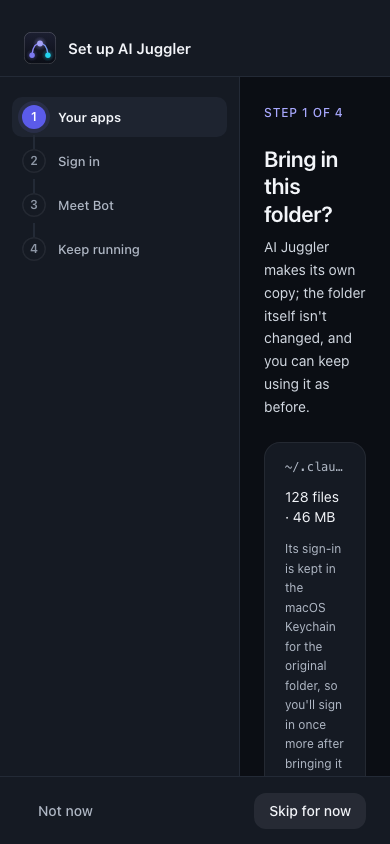 Set up AI Juggler
1 Your apps
2 Sign in
3 Meet Bot
4 Keep running
STEP 1 OF 4
Bring in
this
folder?
AI Juggler
makes its own
copy; the folder
itself isn't
changed, and
you can keep
using it as
before.
~/.clau…
128 files
· 46 MB
Its sign-in
is kept in
the
macOS
Keychain
for the
original
folder, so
you'll sign
in once
more after
bringing it
Not now
Skip for now